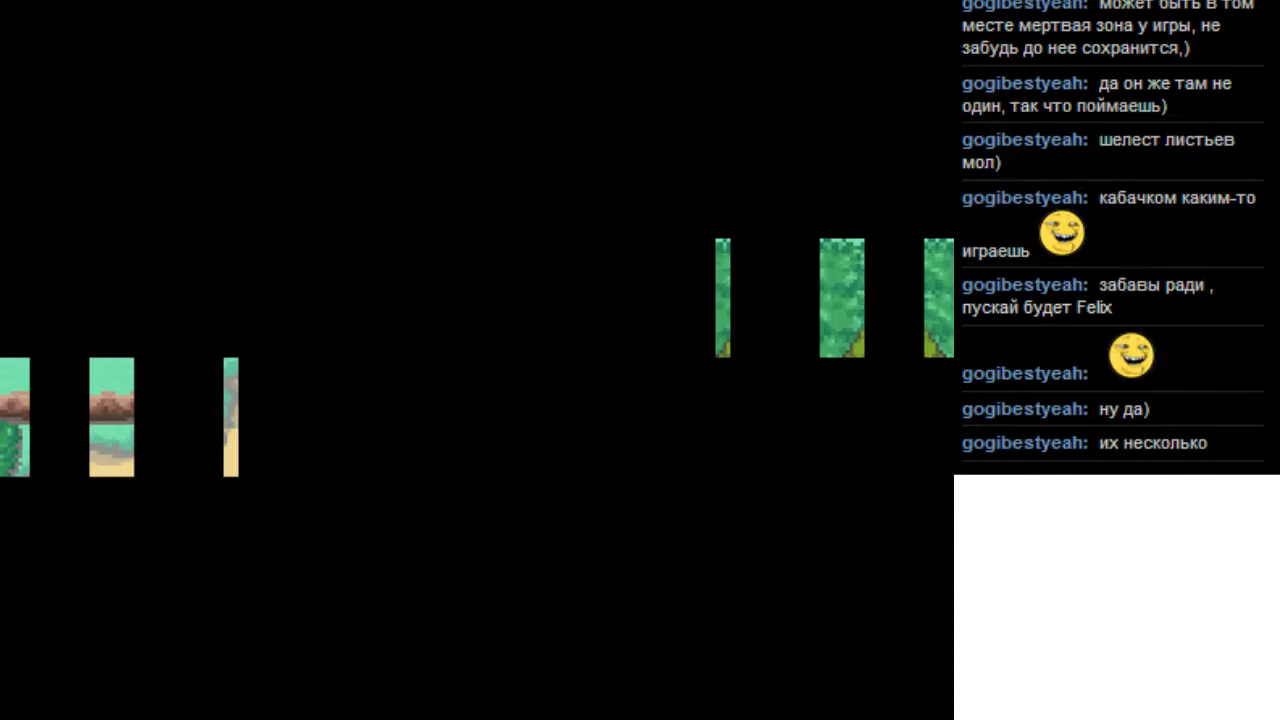 gogibestyeah: может быть в том
месте мертвая зона у игры, не
забудь до нее сохранится,)
gogibestyeah: да он же там не
один, так что поймаешь)
gogibestyeah: шелест листьев
мол)
gogibestyeah: кабачком каким-то
играешь
gogibestyeah: забавы ради ,
пускай будет Felix
gogibestyeah:
gogibestyeah: ну да)
gogibestyeah: их несколько